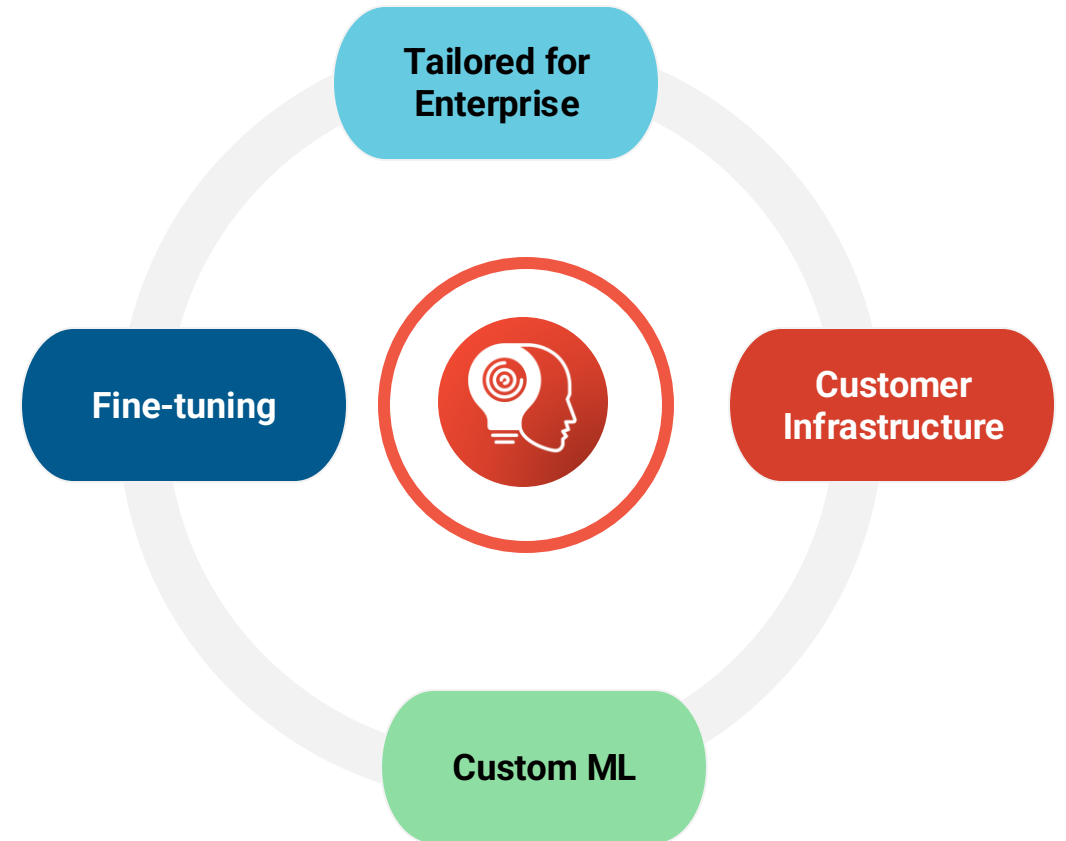 Tailored for
Enterprise
Fine-tuning
Customer
Infrastructure
Custom ML